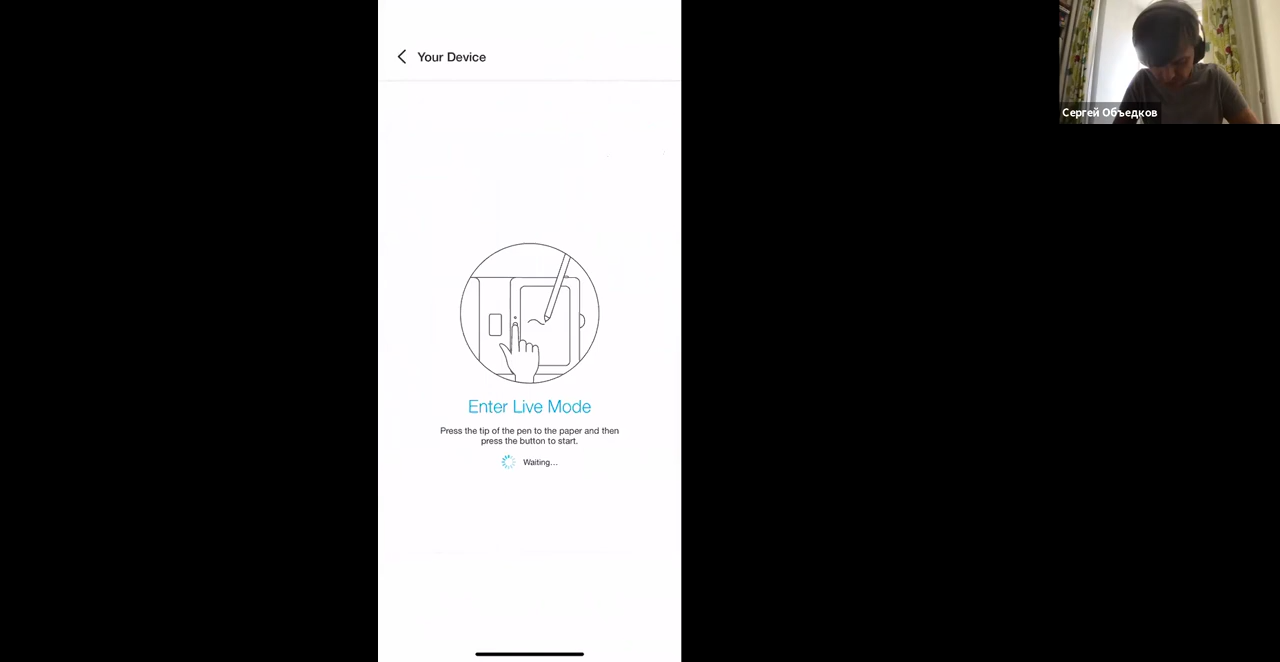 Your Device
Сергей Объедков
Enter Live Mode
Press the tip of the pen to the paper and then
press the button to start.
Waiting...